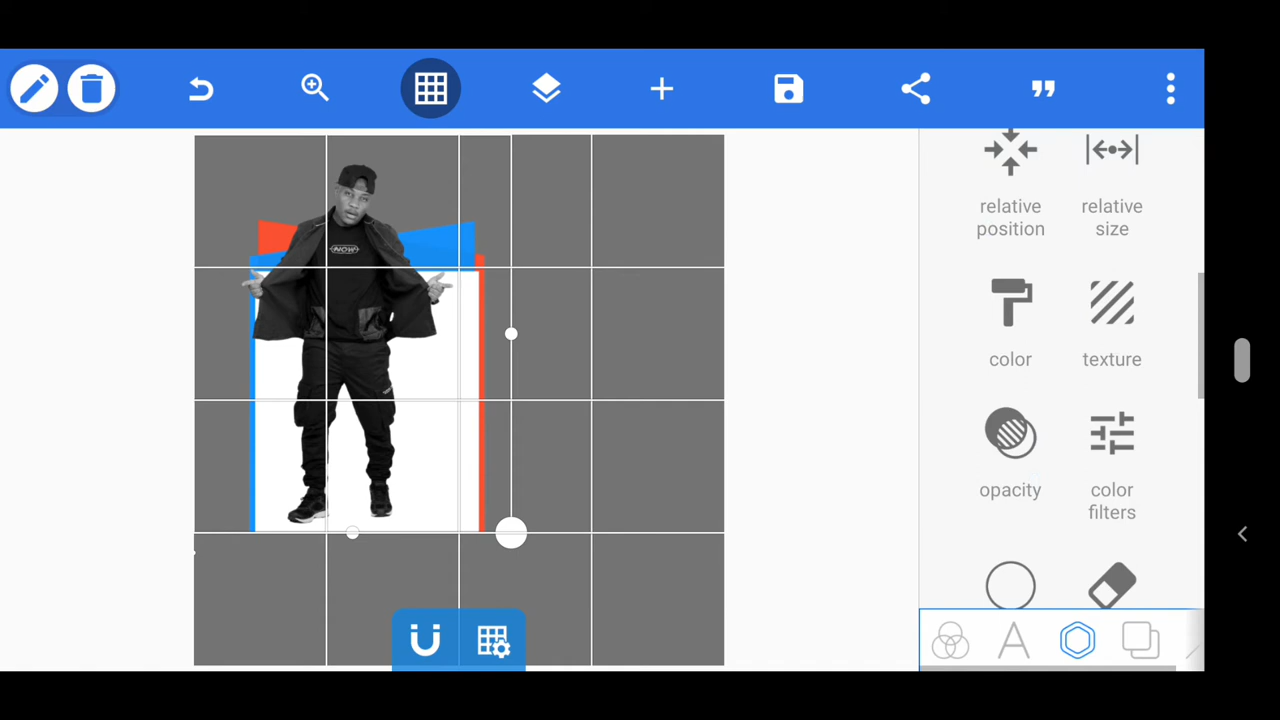 NOW
relative position
relative size
color
texture
opacity
color filters